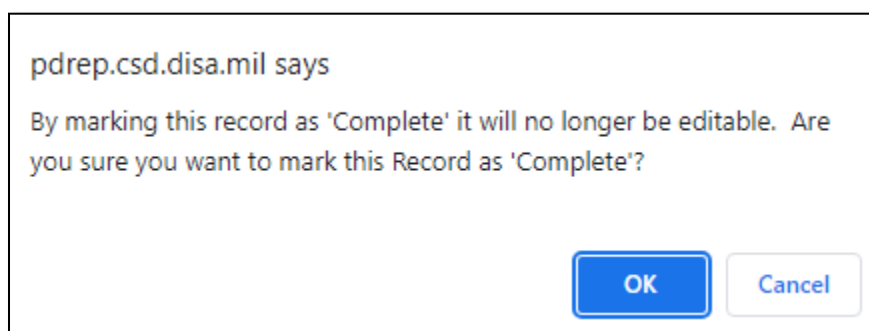 pdrep.csd.disa.mil says
By marking this record as 'Complete' it will no longer be editable.  Are
you sure you want to mark this Record as 'Complete'?
OK
Cancel